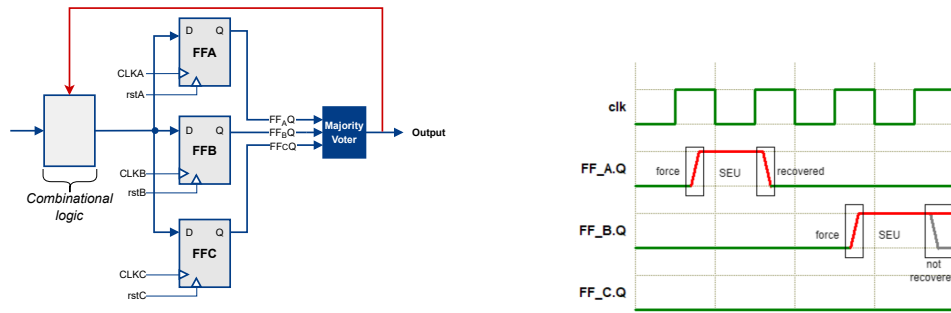 D Q
FFA
CLKA
rstA
D Q
FFB
CLKB
rstB
D Q
FFC
CLKC
rstC
Combinational
logic
FFAQ
FFBQ
FFCQ
Majority
Voter
Output
clk
FF_A.Q
force
SEU
recovered
FF_B.Q
force
SEU
not
recovere
FF_C.Q